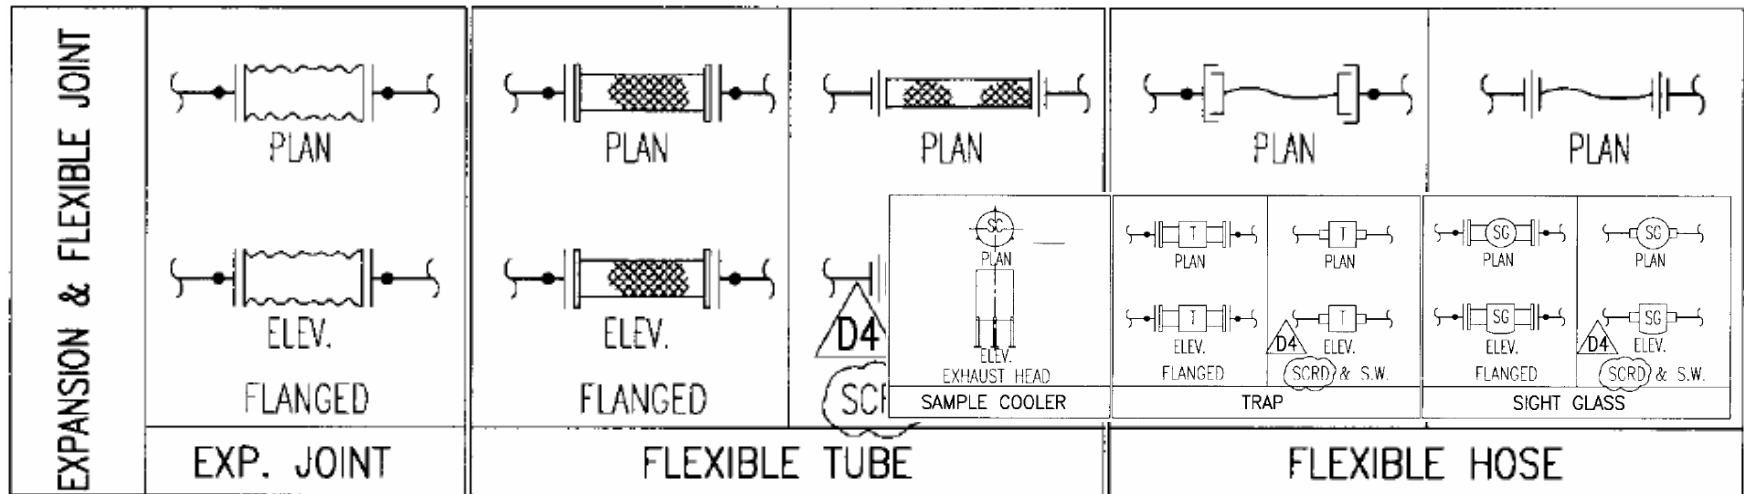 EXPANSION & FLEXIBLE JOINT
PLAN
ELEV.
FLANGED
EXP. JOINT
PLAN
ELEV.
FLANGED
PLAN
D4
FLEXIBLE TUBE
PLAN
PLAN
FLEXIBLE HOSE
SC
PLAN
ELEV.
EXHAUST HEAD
SAMPLE COOLER
T
PLAN
T
ELEV.
FLANGED
T
PLAN
T
D4 ELEV.
SCRD & S.W.
TRAP
SG
PLAN
SG
ELEV.
FLANGED
SG
PLAN
SG
D4 ELEV.
SCRD & S.W.
SIGHT GLASS